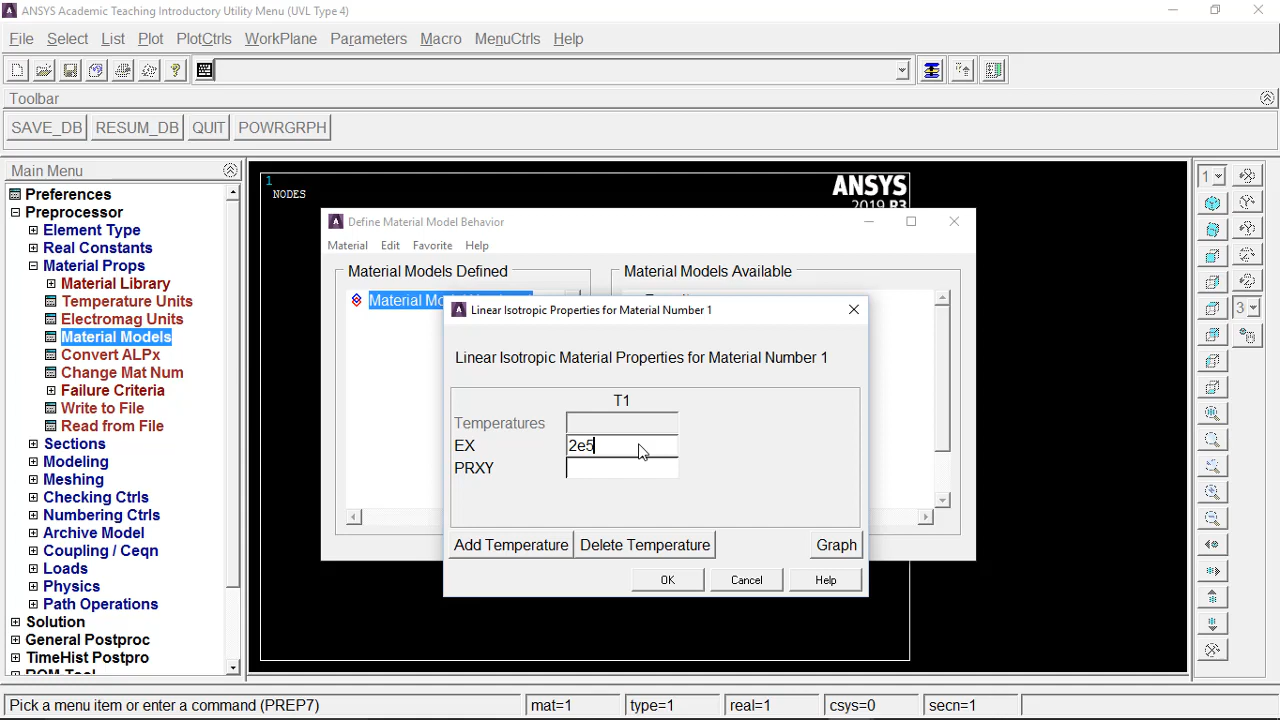 ANSYS Academic Teaching Introductory Utility Menu (UVL Type 4)
File Select List Plot PlotCtrls WorkPlane Parameters Macro MenuCtrls Help
Toolbar
SAVE_DB RESUM_DB QUIT POWRGRPH
Main Menu
Preferences
Preprocessor
Element Type
Real Constants
Material Props
Material Library
Temperature Units
Electromag Units
Material Models
Convert ALPx
Change Mat Num
Failure Criteria
Write to File
Read from File
Sections
Modeling
Meshing
Checking Ctrls
Numbering Ctrls
Archive Model
Coupling / Ceqn
Loads
Physics
Path Operations
Solution
General Postproc
TimeHist Postpro
1
NODES
ANSYS
2019 R3
Define Material Model Behavior
Material Edit Favorite Help
Material Models Defined
Material Models Available
Linear Isotropic Properties for Material Number 1
Linear Isotropic Material Properties for Material Number 1
T1
Temperatures
EX 2e5
PRXY
Add Temperature Delete Temperature Graph
OK Cancel Help
1
3
Pick a menu item or enter a command (PREP7) mat=1 type=1 real=1 csys=0 secn=1